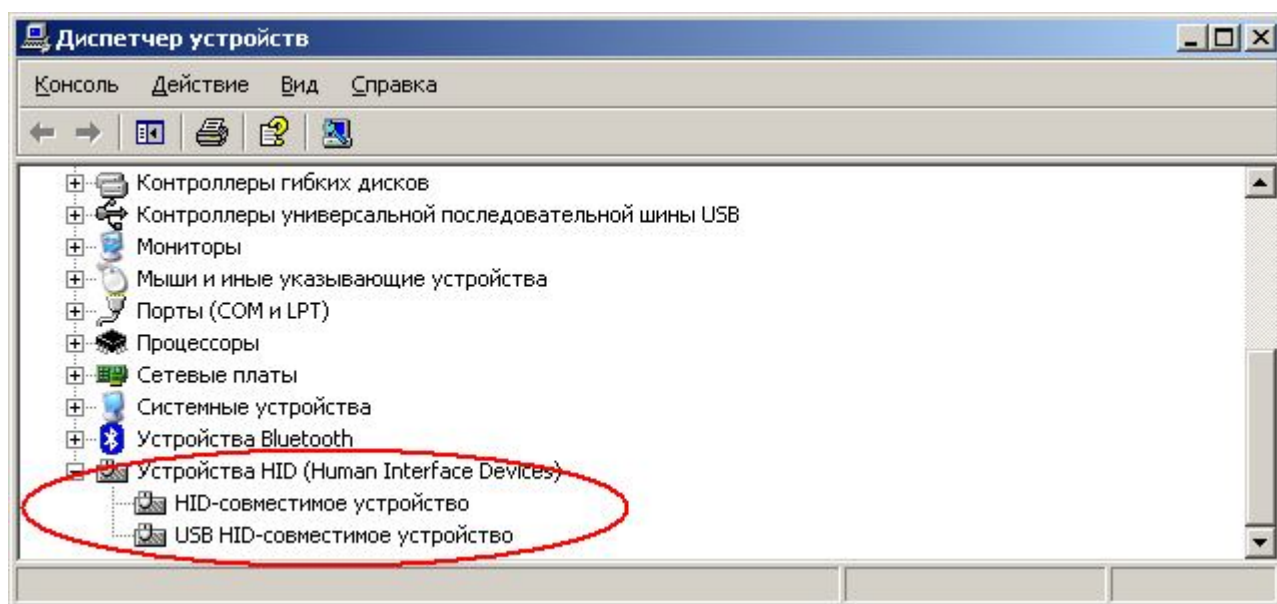 Диспетчер устройств
Консоль Действие Вид Справка
Контроллеры гибких дисков
Контроллеры универсальной последовательной шины USB
Мониторы
Мыши и иные указывающие устройства
Порты (COM и LPT)
Процессоры
Сетевые платы
Системные устройства
Устройства Bluetooth
Устройства HID (Human Interface Devices)
HID-совместимое устройство
USB HID-совместимое устройство